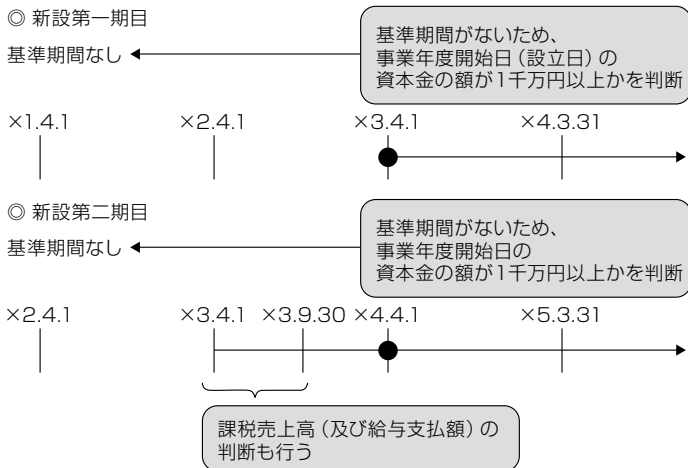 ◎ 新設第一期目
基準期間なし
基準期間がないため、
事業年度開始日（設立日）の
資本金の額が1千万円以上かを判断
×1.4.1 ×2.4.1 ×3.4.1 ×4.3.31
◎ 新設第二期目
基準期間なし
基準期間がないため、
事業年度開始日の
資本金の額が1千万円以上かを判断
×2.4.1 ×3.4.1 ×3.9.30 ×4.4.1 ×5.3.31
課税売上高（及び給与支払額）の
判断も行う